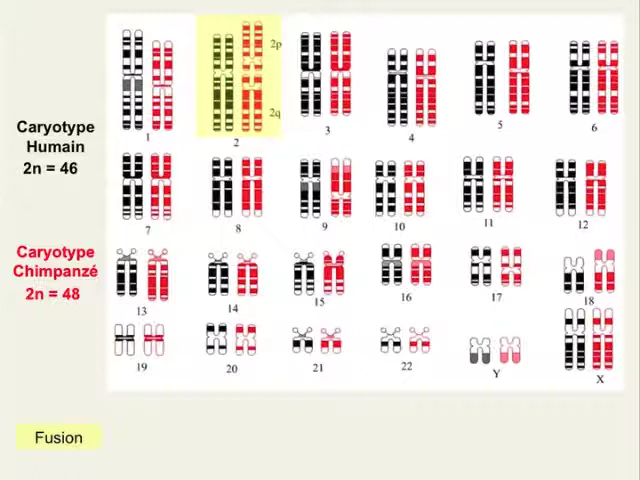 Caryotype
Humain
2n = 46
Caryotype
Chimpanzé
2n = 48
2p
2q
1
2
3
4
5
6
7
8
9
10
11
12
13
14
15
16
17
18
19
20
21
22
Y
X
Fusion